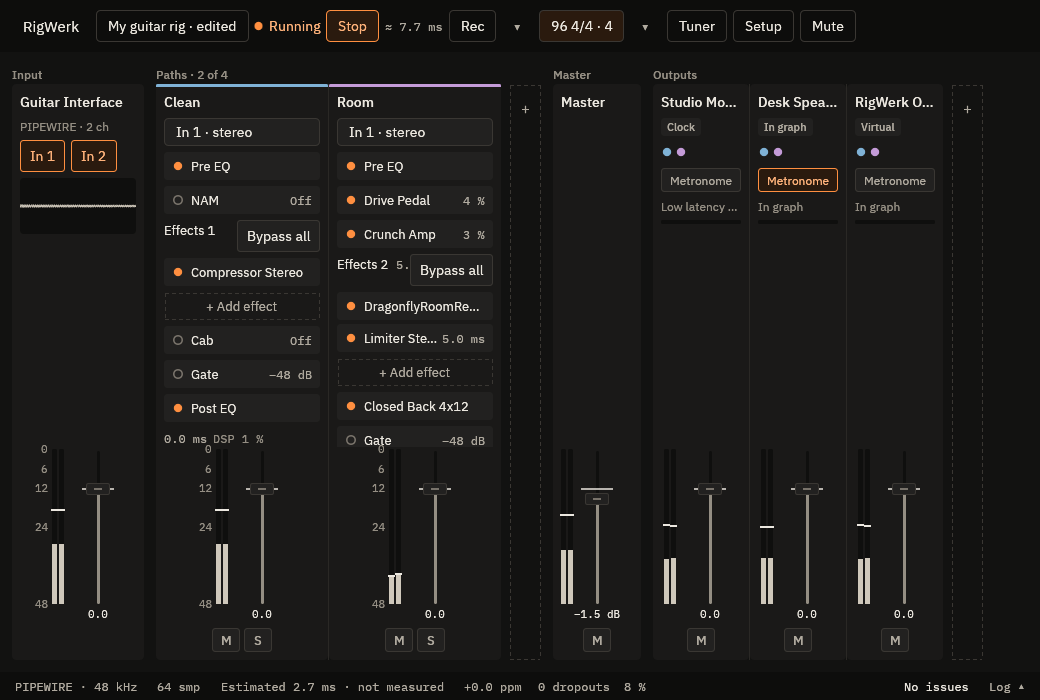 RigWerk My guitar rig · edited Running Stop ≈ 7.7 ms Rec ▾ 96 4/4 · 4 ▾ Tuner Setup Mute
Input Paths · 2 of 4 Master Outputs
Guitar Interface
PIPEWIRE · 2 ch
In 1 In 2
Clean
In 1 · stereo
Pre EQ
NAM Off
Effects 1 Bypass all
Compressor Stereo
+ Add effect
Cab Off
Gate −48 dB
Post EQ
0.0 ms DSP 1 %
Room
In 1 · stereo
Pre EQ
Drive Pedal 4 %
Crunch Amp 3 %
Effects 2 5. Bypass all
DragonflyRoomRe…
Limiter Ste… 5.0 ms
+ Add effect
Closed Back 4x12
Gate −48 dB
+
Master
Studio Mo…
Clock
Metronome
Low latency …
Desk Spea…
In graph
Metronome
In graph
RigWerk O…
Virtual
Metronome
In graph
+
0 0 0
6 6 6
12 12 12
24 24 24
48 48 48
0.0 0.0 0.0 −1.5 dB 0.0 0.0 0.0
M S M S M M M M
PIPEWIRE · 48 kHz 64 smp Estimated 2.7 ms · not measured +0.0 ppm 0 dropouts 8 % No issues Log ▴